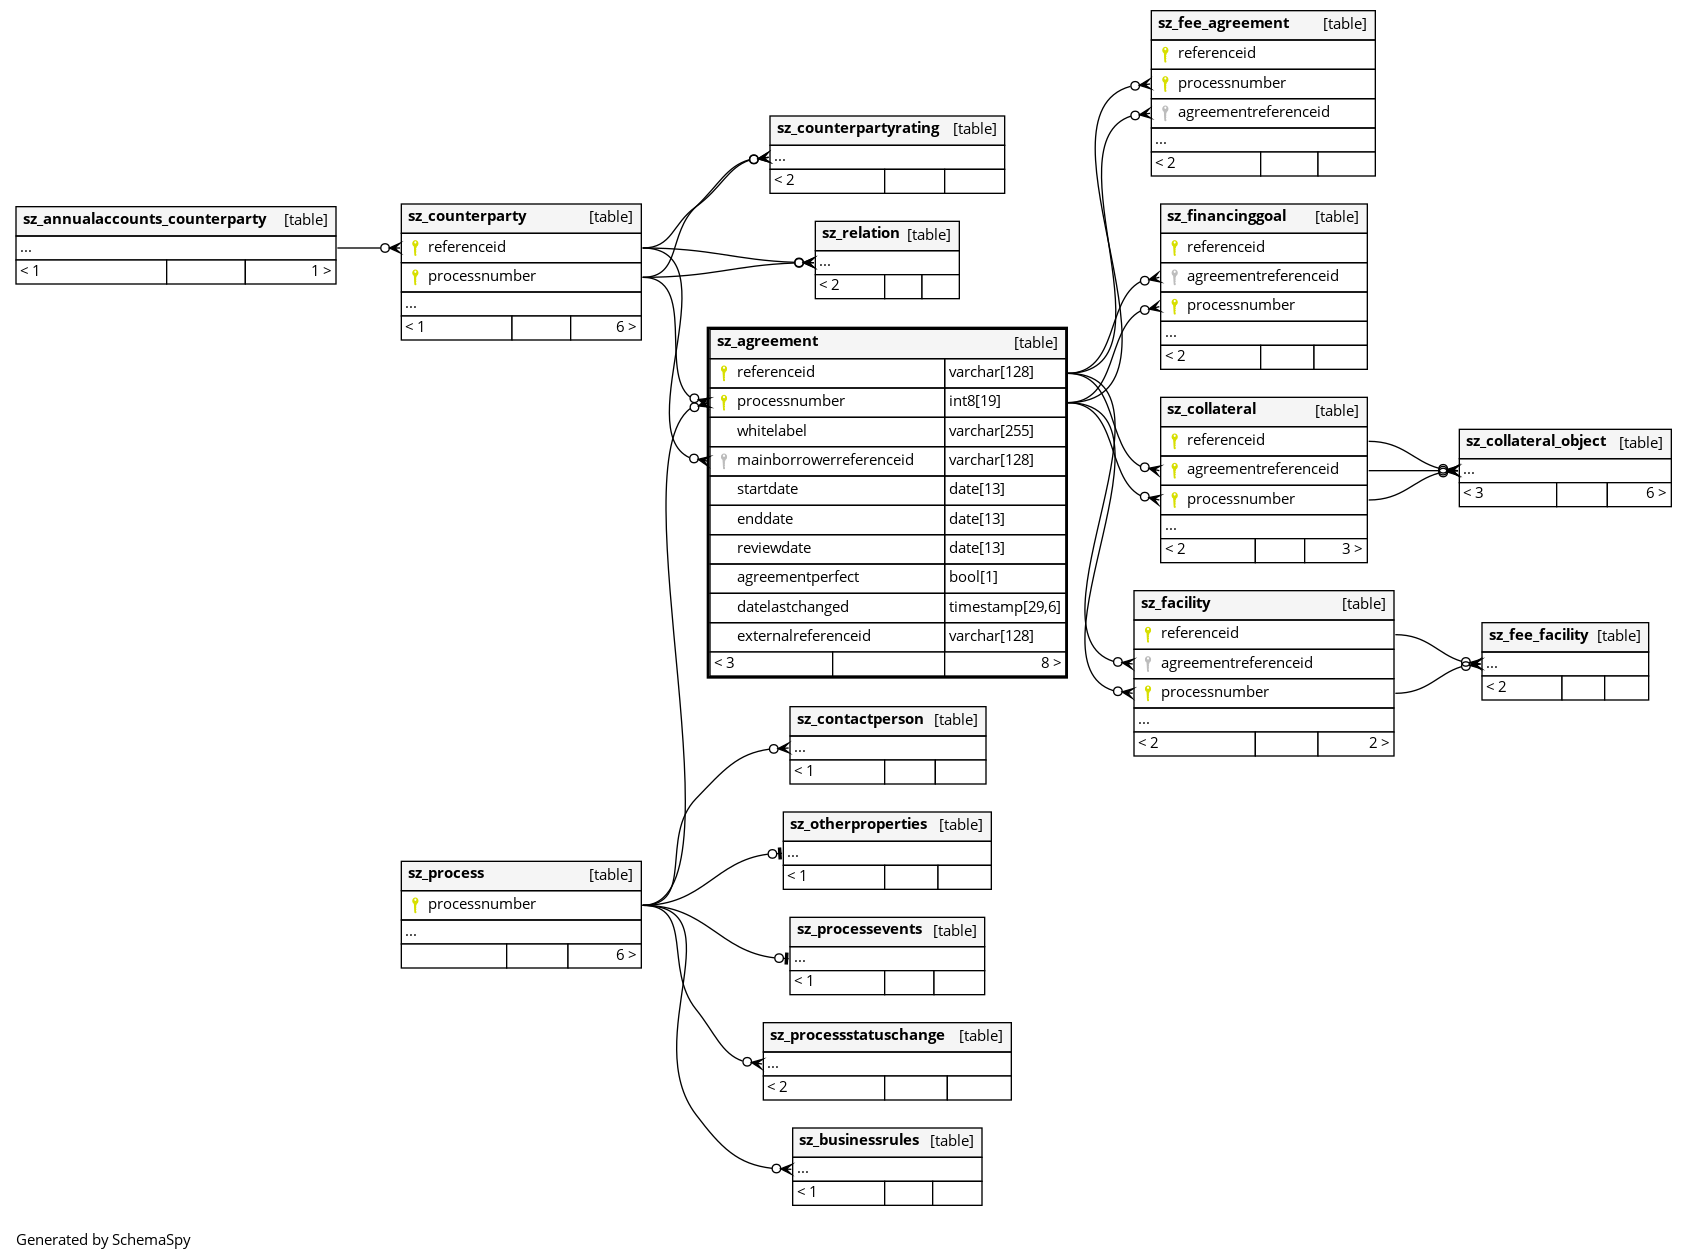 sz_fee_agreement [table]
referenceid
processnumber
agreementreferenceid
...
< 2
sz_counterpartyrating [table]
...
< 2
sz_annualaccounts_counterparty [table]
...
< 1 1 >
sz_counterparty [table]
referenceid
processnumber
...
< 1 6 >
sz_relation [table]
...
< 2
sz_financinggoal [table]
referenceid
agreementreferenceid
processnumber
...
< 2
sz_agreement [table]
referenceid varchar[128]
processnumber int8[19]
whitelabel varchar[255]
mainborrowerreferenceid varchar[128]
startdate date[13]
enddate date[13]
reviewdate date[13]
agreementperfect bool[1]
datelastchanged timestamp[29,6]
externalreferenceid varchar[128]
< 3 8 >
sz_collateral [table]
referenceid
agreementreferenceid
processnumber
...
< 2 3 >
sz_collateral_object [table]
...
< 3 6 >
sz_facility [table]
referenceid
agreementreferenceid
processnumber
...
< 2 2 >
sz_fee_facility [table]
...
< 2
sz_contactperson [table]
...
< 1
sz_otherproperties [table]
...
< 1
sz_process [table]
processnumber
...
6 >
sz_processevents [table]
...
< 1
sz_processstatuschange [table]
...
< 2
sz_businessrules [table]
...
< 1
Generated by SchemaSpy